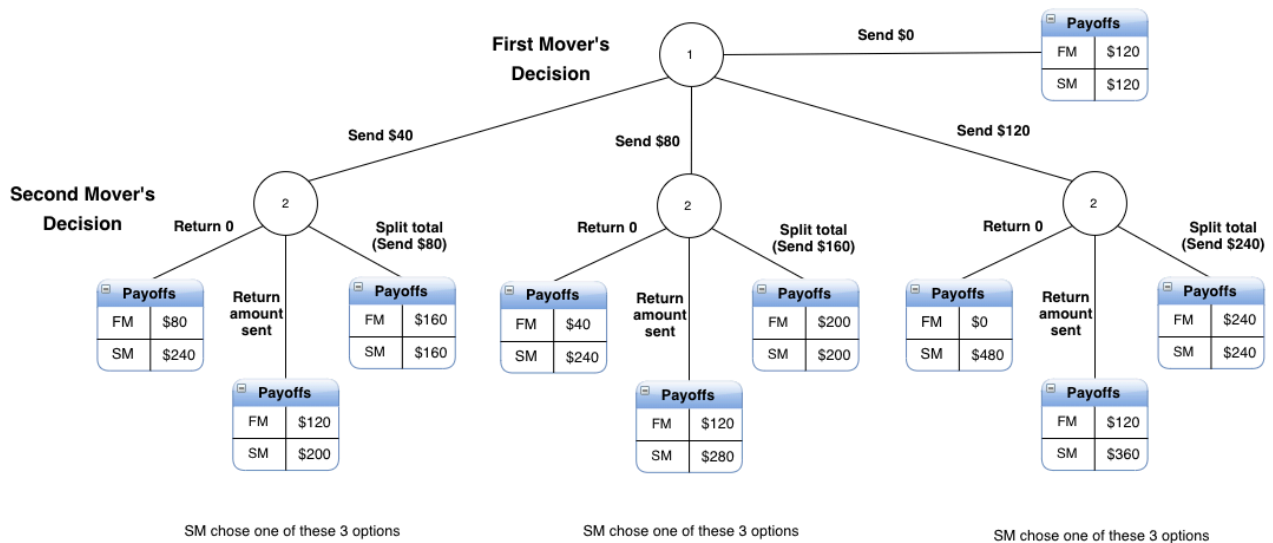 First Mover's
Decision
1
Send $0
Payoffs
FM $120
SM $120
Send $40
Send $80
Send $120
Second Mover's
Decision
2
Return 0
Split total
(Send $80)
2
Return 0
Split total
(Send $160)
2
Return 0
Split total
(Send $240)
Payoffs
FM $80
SM $240
Return
amount
sent
Payoffs
FM $160
SM $160
Payoffs
FM $40
SM $240
Return
amount
sent
Payoffs
FM $200
SM $200
Payoffs
FM $0
SM $480
Return
amount
sent
Payoffs
FM $240
SM $240
Payoffs
FM $120
SM $200
Payoffs
FM $120
SM $280
Payoffs
FM $120
SM $360
SM chose one of these 3 options
SM chose one of these 3 options
SM chose one of these 3 options